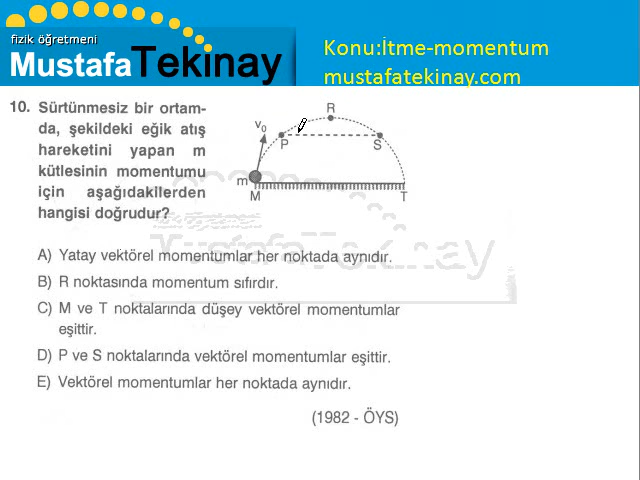 fizik öğretmeni
MustafaTekinay
Konu:İtme-momentum
mustafatekinay.com
10. Sürtünmesiz bir ortam-
da, şekildeki eğik atış
hareketini yapan m
kütlesinin momentumu
için aşağıdakilerden
hangisi doğrudur?
R
v₀
P
S
m
M
T
MustafaTekinay
A) Yatay vektörel momentumlar her noktada aynıdır.
B) R noktasında momentum sıfırdır.
C) M ve T noktalarında düşey vektörel momentumlar
eşittir.
D) P ve S noktalarında vektörel momentumlar eşittir.
E) Vektörel momentumlar her noktada aynıdır.
(1982 - ÖYS)